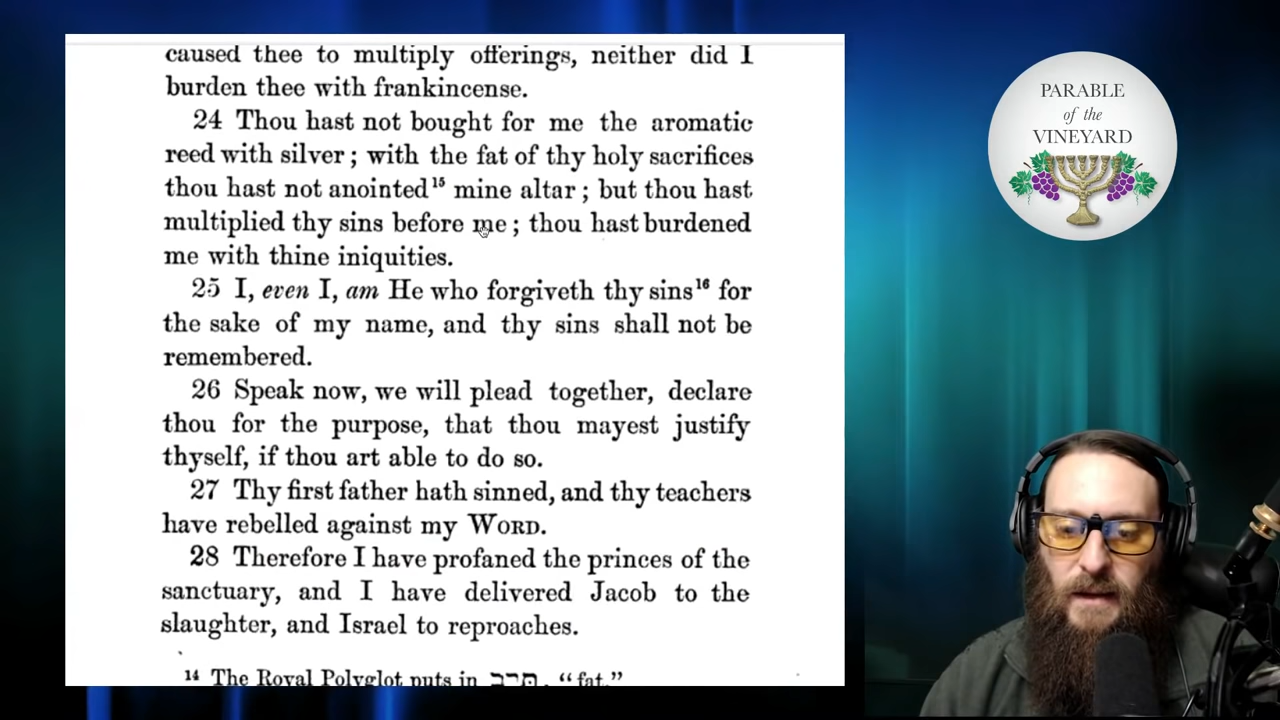 caused thee to multiply offerings, neither did I
burden thee with frankincense.
24 Thou hast not bought for me the aromatic
reed with silver; with the fat of thy holy sacrifices
thou hast not anointed¹⁵ mine altar; but thou hast
multiplied thy sins before me; thou hast burdened
me with thine iniquities.
25 I, even I, am He who forgiveth thy sins¹⁶ for
the sake of my name, and thy sins shall not be
remembered.
26 Speak now, we will plead together, declare
thou for the purpose, that thou mayest justify
thyself, if thou art able to do so.
27 Thy first father hath sinned, and thy teachers
have rebelled against my WORD.
28 Therefore I have profaned the princes of the
sanctuary, and I have delivered Jacob to the
slaughter, and Israel to reproaches.
¹⁴ The Royal Polyglot puts in , "fat."
PARABLE
of the
VINEYARD